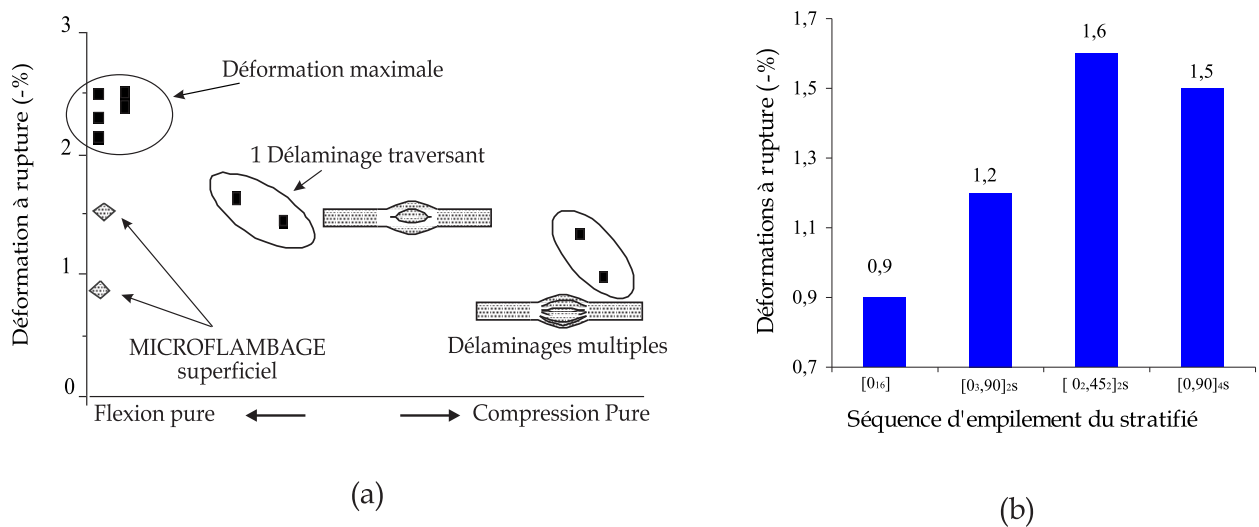 3
2
1
0
Déformation à rupture (-%)
Déformation maximale
1 Délaminage traversant
MICROFLAMBAGE
superficiel
Délaminages multiples
Flexion pure
Compression Pure
(a)
1,7
1,5
1,3
1,1
0,9
0,7
Déformations à rupture (-%)
0,9
1,2
1,6
1,5
[0₁₆]
[0₃,90]₂s
[ 0₂,45₂]₂s
[0,90]₄s
Séquence d'empilement du stratifié
(b)